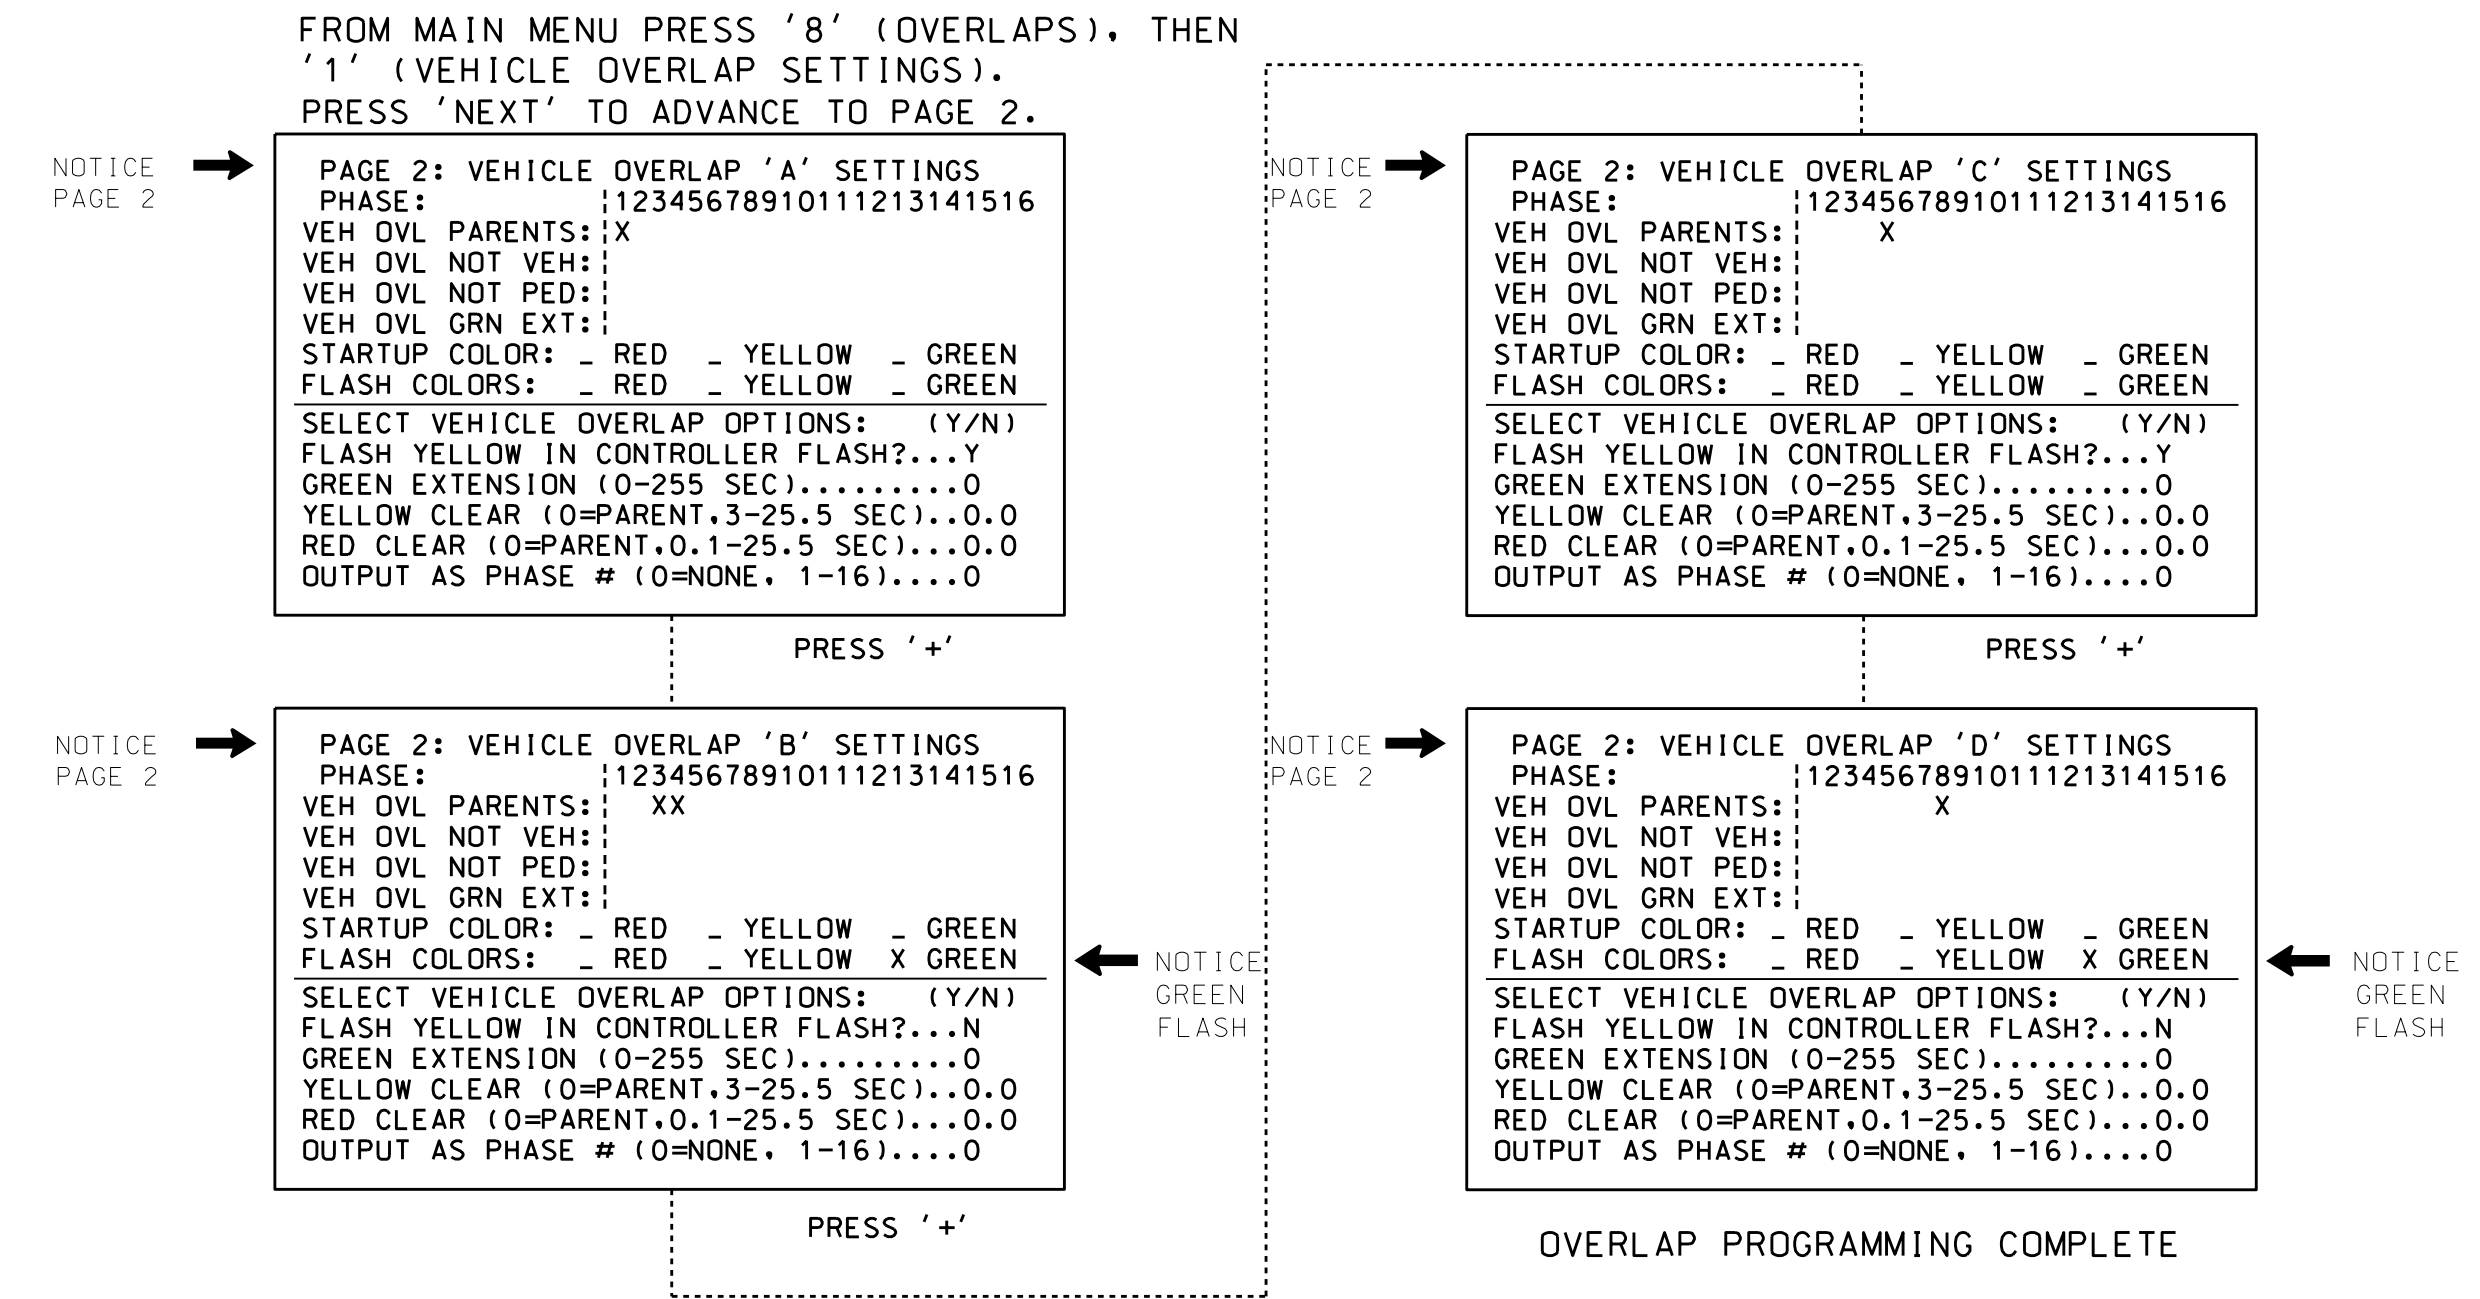 FROM MAIN MENU PRESS '8' (OVERLAPS), THEN
'1' (VEHICLE OVERLAP SETTINGS).
PRESS 'NEXT' TO ADVANCE TO PAGE 2.
NOTICE
PAGE 2
PAGE 2: VEHICLE OVERLAP 'A' SETTINGS
PHASE: 12345678910111213141516
VEH OVL PARENTS: X
VEH OVL NOT VEH:
VEH OVL NOT PED:
VEH OVL GRN EXT:
STARTUP COLOR: _ RED _ YELLOW _ GREEN
FLASH COLORS: _ RED _ YELLOW _ GREEN
SELECT VEHICLE OVERLAP OPTIONS: (Y/N)
FLASH YELLOW IN CONTROLLER FLASH?...Y
GREEN EXTENSION (0-255 SEC).........0
YELLOW CLEAR (0=PARENT,3-25.5 SEC)..0.0
RED CLEAR (0=PARENT,0.1-25.5 SEC)...0.0
OUTPUT AS PHASE # (0=NONE, 1-16)....0
PRESS '+'
NOTICE
PAGE 2
PAGE 2: VEHICLE OVERLAP 'B' SETTINGS
PHASE: 12345678910111213141516
VEH OVL PARENTS: XX
VEH OVL NOT VEH:
VEH OVL NOT PED:
VEH OVL GRN EXT:
STARTUP COLOR: _ RED _ YELLOW _ GREEN
FLASH COLORS: _ RED _ YELLOW X GREEN
NOTICE
GREEN
FLASH
SELECT VEHICLE OVERLAP OPTIONS: (Y/N)
FLASH YELLOW IN CONTROLLER FLASH?...N
GREEN EXTENSION (0-255 SEC).........0
YELLOW CLEAR (0=PARENT,3-25.5 SEC)..0.0
RED CLEAR (0=PARENT,0.1-25.5 SEC)...0.0
OUTPUT AS PHASE # (0=NONE, 1-16)....0
PRESS '+'
NOTICE
PAGE 2
PAGE 2: VEHICLE OVERLAP 'C' SETTINGS
PHASE: 12345678910111213141516
VEH OVL PARENTS: X
VEH OVL NOT VEH:
VEH OVL NOT PED:
VEH OVL GRN EXT:
STARTUP COLOR: _ RED _ YELLOW _ GREEN
FLASH COLORS: _ RED _ YELLOW _ GREEN
SELECT VEHICLE OVERLAP OPTIONS: (Y/N)
FLASH YELLOW IN CONTROLLER FLASH?...Y
GREEN EXTENSION (0-255 SEC).........0
YELLOW CLEAR (0=PARENT,3-25.5 SEC)..0.0
RED CLEAR (0=PARENT,0.1-25.5 SEC)...0.0
OUTPUT AS PHASE # (0=NONE, 1-16)....0
PRESS '+'
NOTICE
PAGE 2
PAGE 2: VEHICLE OVERLAP 'D' SETTINGS
PHASE: 12345678910111213141516
VEH OVL PARENTS: X
VEH OVL NOT VEH:
VEH OVL NOT PED:
VEH OVL GRN EXT:
STARTUP COLOR: _ RED _ YELLOW _ GREEN
FLASH COLORS: _ RED _ YELLOW X GREEN
NOTICE
GREEN
FLASH
SELECT VEHICLE OVERLAP OPTIONS: (Y/N)
FLASH YELLOW IN CONTROLLER FLASH?...N
GREEN EXTENSION (0-255 SEC).........0
YELLOW CLEAR (0=PARENT,3-25.5 SEC)..0.0
RED CLEAR (0=PARENT,0.1-25.5 SEC)...0.0
OUTPUT AS PHASE # (0=NONE, 1-16)....0
OVERLAP PROGRAMMING COMPLETE